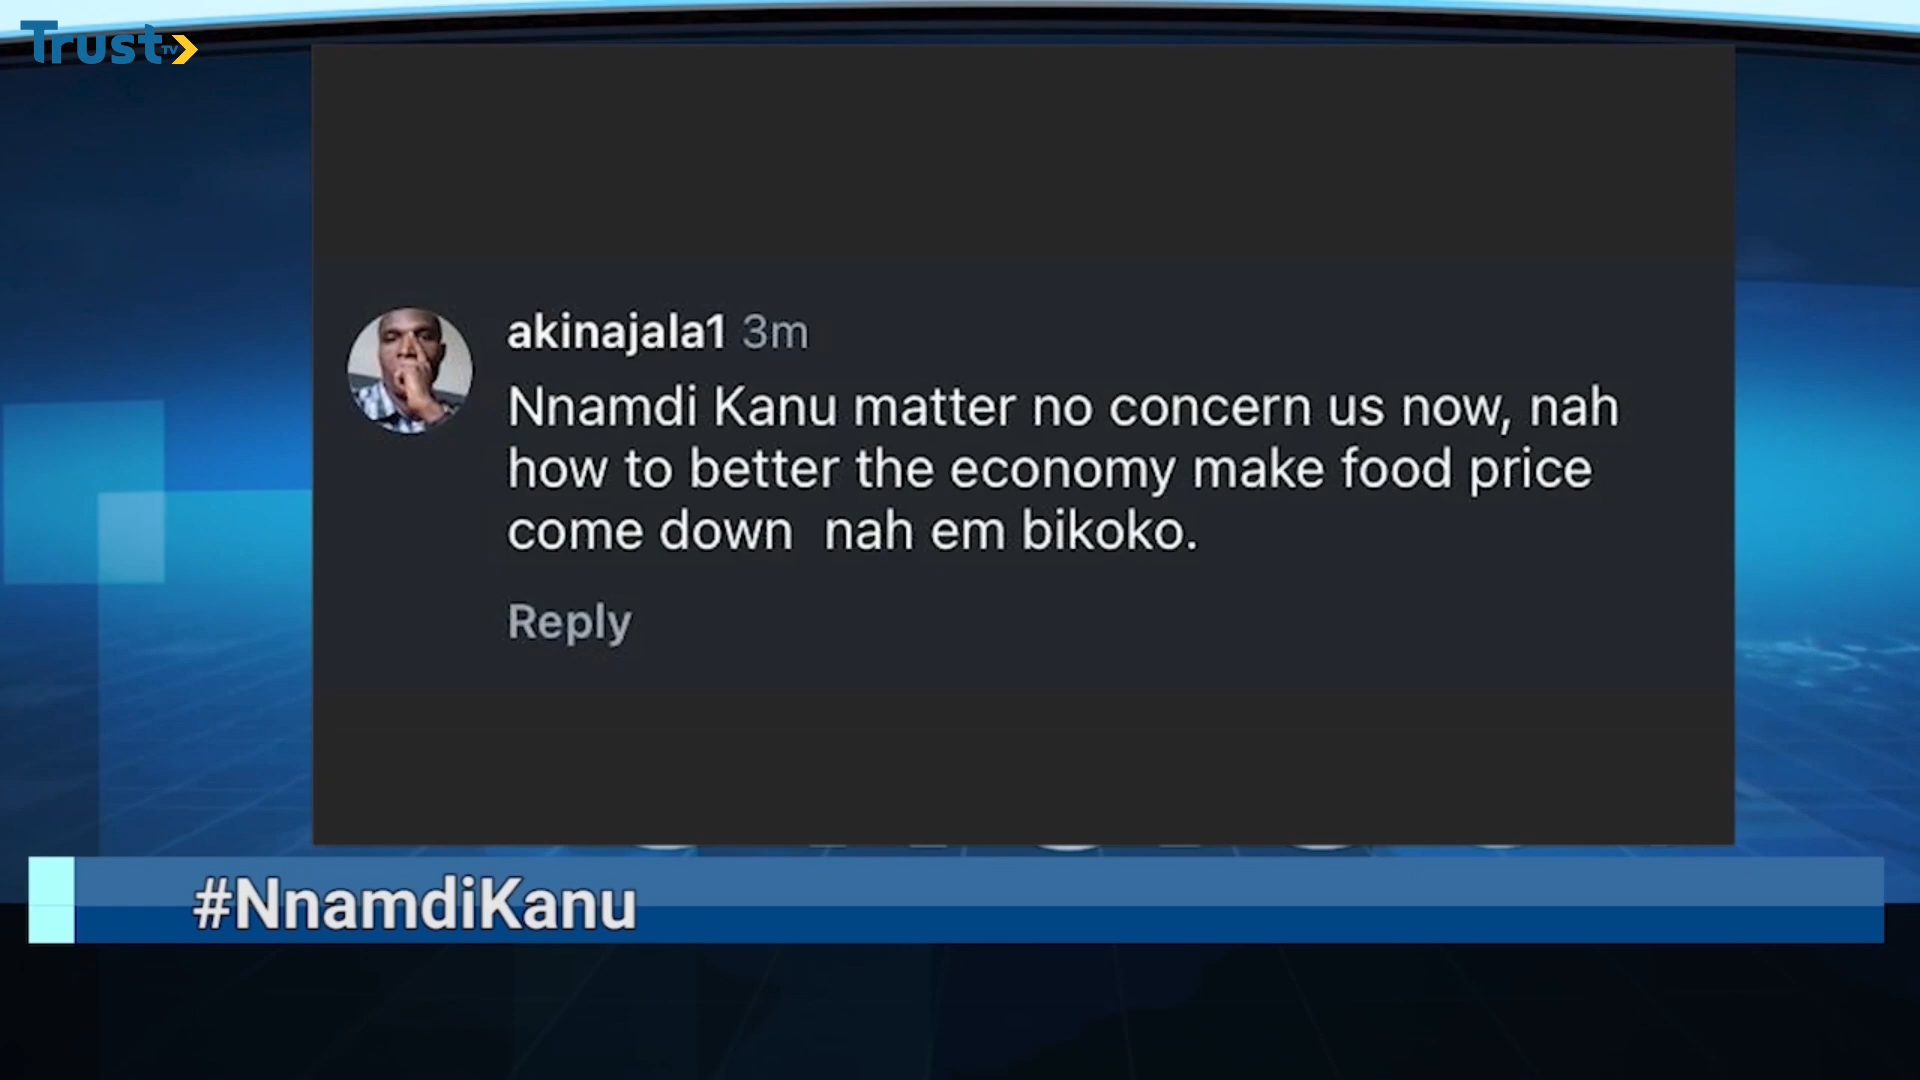 Trust TV
akinajala1 3m
Nnamdi Kanu matter no concern us now, nah
how to better the economy make food price
come down  nah em bikoko.
Reply
#NnamdiKanu